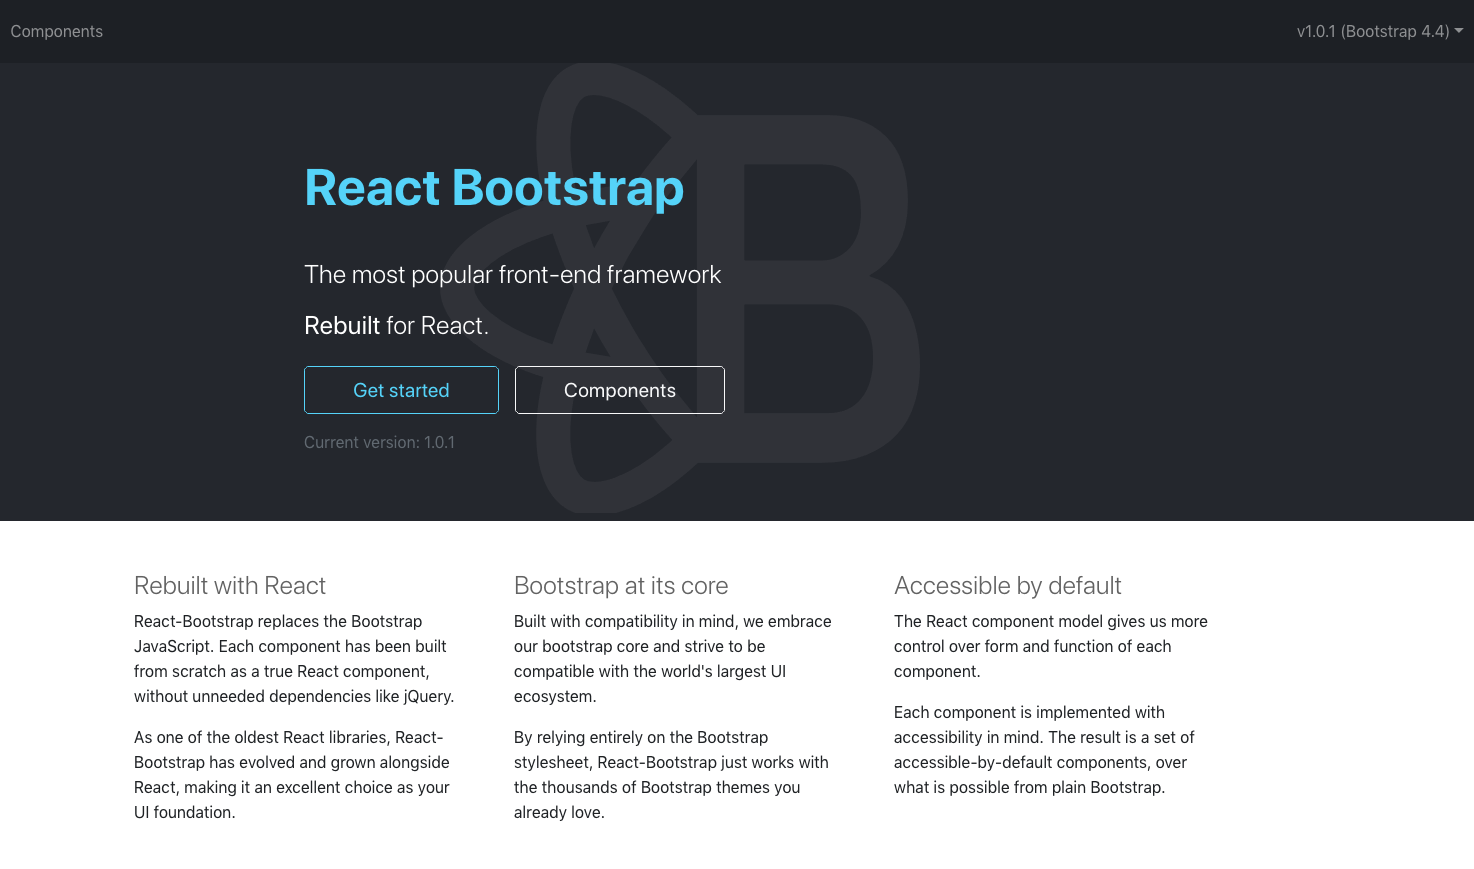 Components
v1.0.1 (Bootstrap 4.4)
React Bootstrap
The most popular front-end framework
Rebuilt for React.
Get started
Components
Current version: 1.0.1
Rebuilt with React
React-Bootstrap replaces the Bootstrap
JavaScript. Each component has been built
from scratch as a true React component,
without unneeded dependencies like jQuery.
As one of the oldest React libraries, React-
Bootstrap has evolved and grown alongside
React, making it an excellent choice as your
UI foundation.
Bootstrap at its core
Built with compatibility in mind, we embrace
our bootstrap core and strive to be
compatible with the world's largest UI
ecosystem.
By relying entirely on the Bootstrap
stylesheet, React-Bootstrap just works with
the thousands of Bootstrap themes you
already love.
Accessible by default
The React component model gives us more
control over form and function of each
component.
Each component is implemented with
accessibility in mind. The result is a set of
accessible-by-default components, over
what is possible from plain Bootstrap.